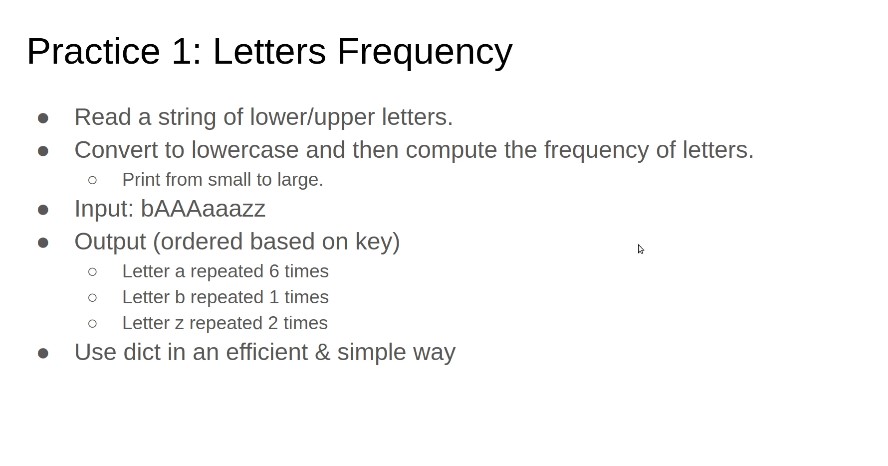 Practice 1: Letters Frequency
● Read a string of lower/upper letters.
● Convert to lowercase and then compute the frequency of letters.
○ Print from small to large.
● Input: bAAAaaazz
● Output (ordered based on key)
○ Letter a repeated 6 times
○ Letter b repeated 1 times
○ Letter z repeated 2 times
● Use dict in an efficient & simple way